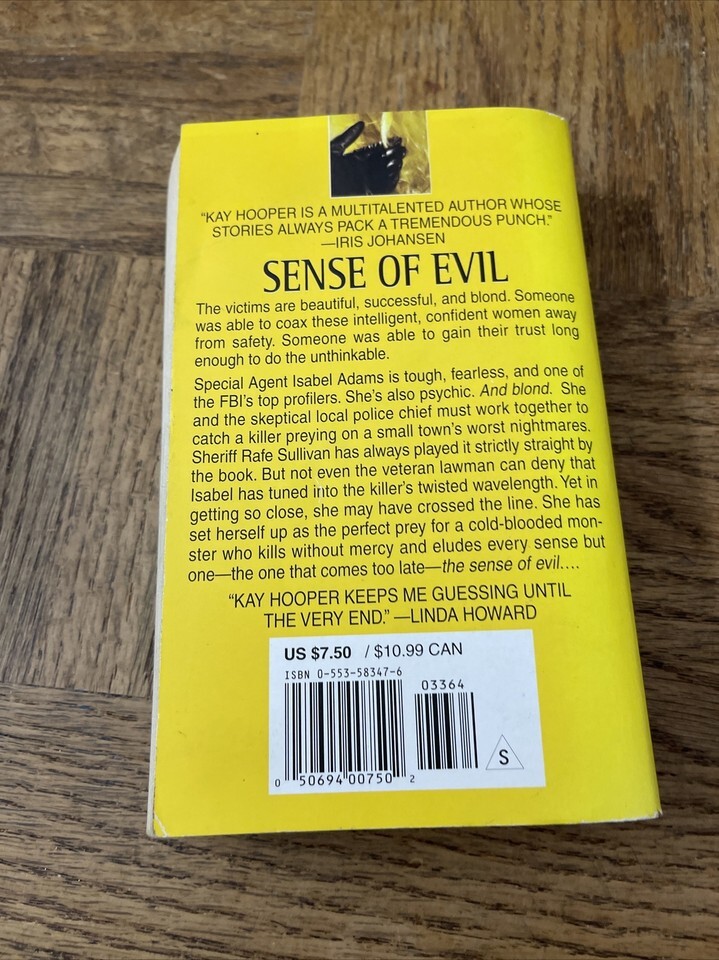 "KAY HOOPER IS A MULTITALENTED AUTHOR WHOSE
STORIES ALWAYS PACK A TREMENDOUS PUNCH."
—IRIS JOHANSEN
SENSE OF EVIL
The victims are beautiful, successful, and blond. Someone
was able to coax these intelligent, confident women away
from safety. Someone was able to gain their trust long
enough to do the unthinkable.
Special Agent Isabel Adams is tough, fearless, and one of
the FBI's top profilers. She's also psychic. And blond. She
and the skeptical local police chief must work together to
catch a killer preying on a small town's worst nightmares.
Sheriff Rafe Sullivan has always played it strictly straight by
the book. But not even the veteran lawman can deny that
Isabel has tuned into the killer's twisted wavelength. Yet in
getting so close, she may have crossed the line. She has
set herself up as the perfect prey for a cold-blooded mon-
ster who kills without mercy and eludes every sense but
one—the one that comes too late—the sense of evil....
"KAY HOOPER KEEPS ME GUESSING UNTIL
THE VERY END." —LINDA HOWARD
US $7.50 / $10.99 CAN
ISBN 0-553-58347-6
03364
S
0 50694 00750 2